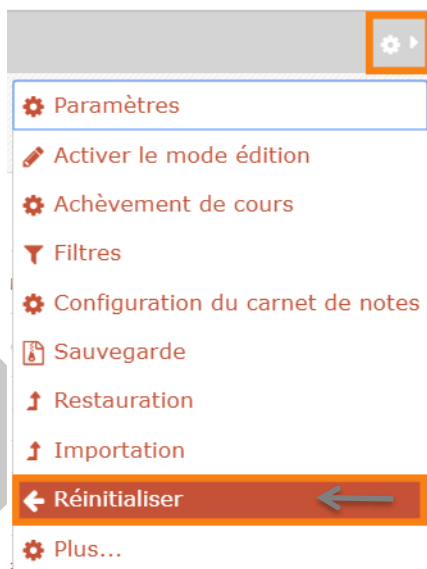 Paramètres
Activer le mode édition
Achèvement de cours
Filtres
Configuration du carnet de notes
Sauvegarde
Restauration
Importation
Réinitialiser
Plus...